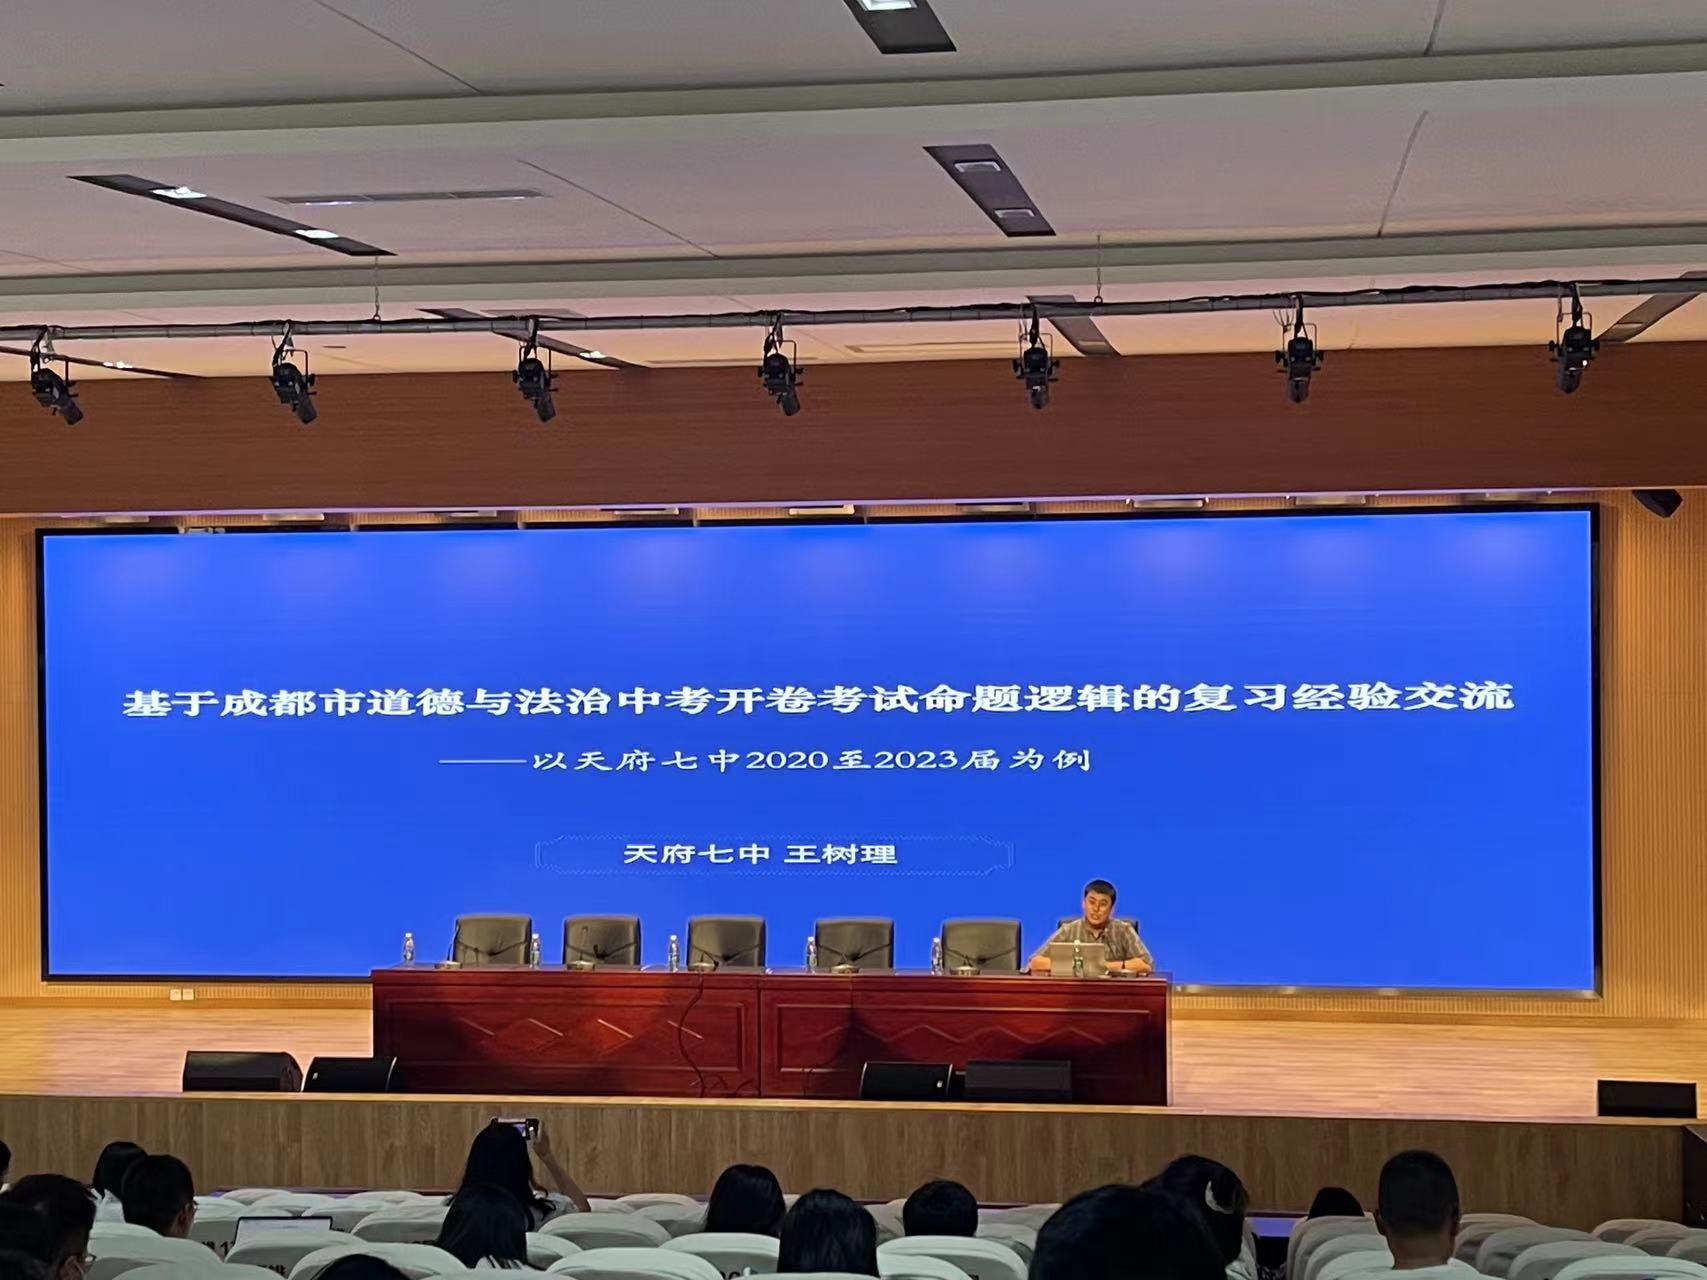 基于成都市道德与法治中考开卷考试命题逻辑的复习经验交流
——以天府七中2020至2023届为例
天府七中 王树理